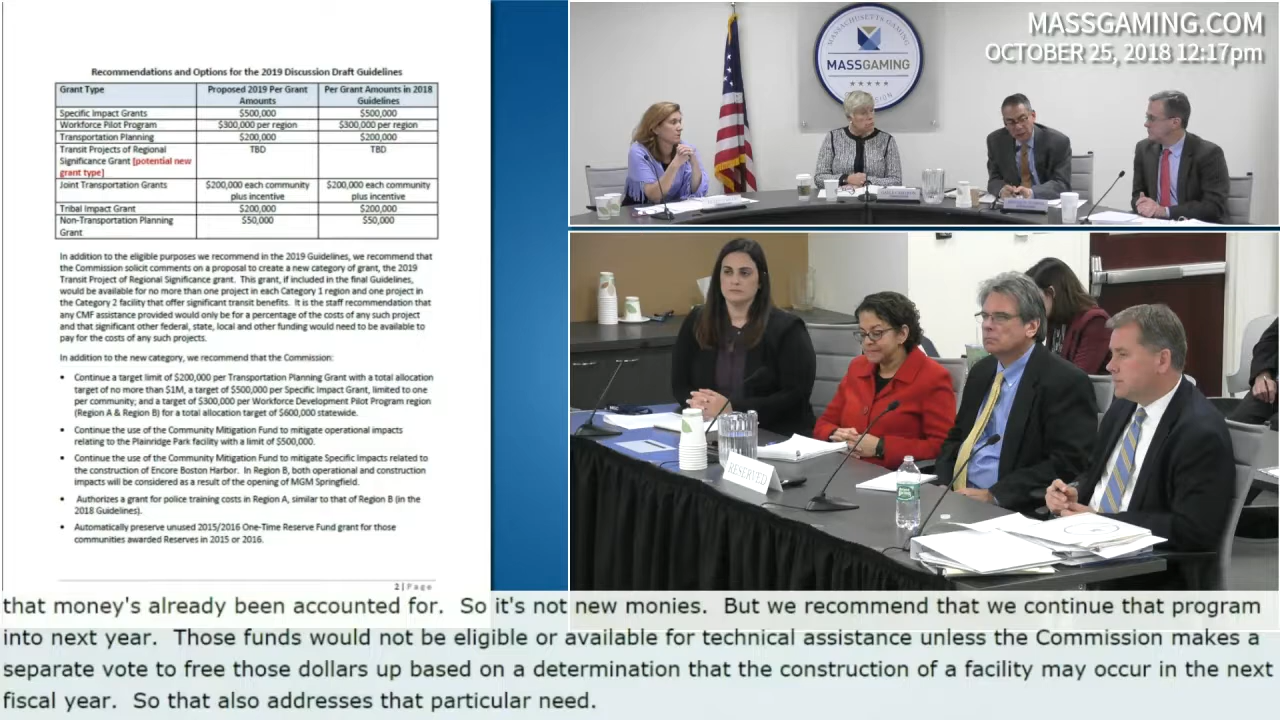 Recommendations and Options for the 2019 Discussion Draft Guidelines
Grant Type Proposed 2019 Per Grant Amounts Per Grant Amounts in 2018 Guidelines
Specific Impact Grants $500,000 $500,000
Workforce Pilot Program $300,000 per region $300,000 per region
Transportation Planning $200,000 $200,000
Transit Projects of Regional Significance Grant [potential new grant type] TBD TBD
Joint Transportation Grants $200,000 each community plus incentive $200,000 each community plus incentive
Tribal Impact Grant $200,000 $200,000
Non-Transportation Planning Grant $50,000 $50,000
In addition to the eligible purposes we recommend in the 2019 Guidelines, we recommend that
the Commission solicit comments on a proposal to create a new category of grant, the 2019
Transit Project of Regional Significance grant. This grant, if included in the final Guidelines,
would be available for no more than one project in each Category 1 region and one project in
the Category 2 facility that offer significant transit benefits. It is the staff recommendation that
any CMF assistance provided would only be for a percentage of the costs of any such project
and that significant other federal, state, local and other funding would need to be available to
pay for the costs of any such projects.
In addition to the new category, we recommend that the Commission:
• Continue a target limit of $200,000 per Transportation Planning Grant with a total allocation
target of no more than $1M, a target of $500,000 per Specific Impact Grant, limited to one
per community; and a target of $300,000 per Workforce Development Pilot Program region
(Region A & Region B) for a total allocation target of $600,000 statewide.
• Continue the use of the Community Mitigation Fund to mitigate operational impacts
relating to the Plainridge Park facility with a limit of $500,000.
• Continue the use of the Community Mitigation Fund to mitigate Specific Impacts related to
the construction of Encore Boston Harbor. In Region B, both operational and construction
impacts will be considered as a result of the opening of MGM Springfield.
• Authorizes a grant for police training costs in Region A, similar to that of Region B (in the
2018 Guidelines).
• Automatically preserve unused 2015/2016 One-Time Reserve Fund grant for those
communities awarded Reserves in 2015 or 2016.
2 | Page
MASSGAMING.COM
OCTOBER 25, 2018 12:17pm
MASSACHUSETTS GAMING
MASSGAMING
RESERVED
that money's already been accounted for. So it's not new monies. But we recommend that we continue that program
into next year. Those funds would not be eligible or available for technical assistance unless the Commission makes a
separate vote to free those dollars up based on a determination that the construction of a facility may occur in the next
fiscal year. So that also addresses that particular need.